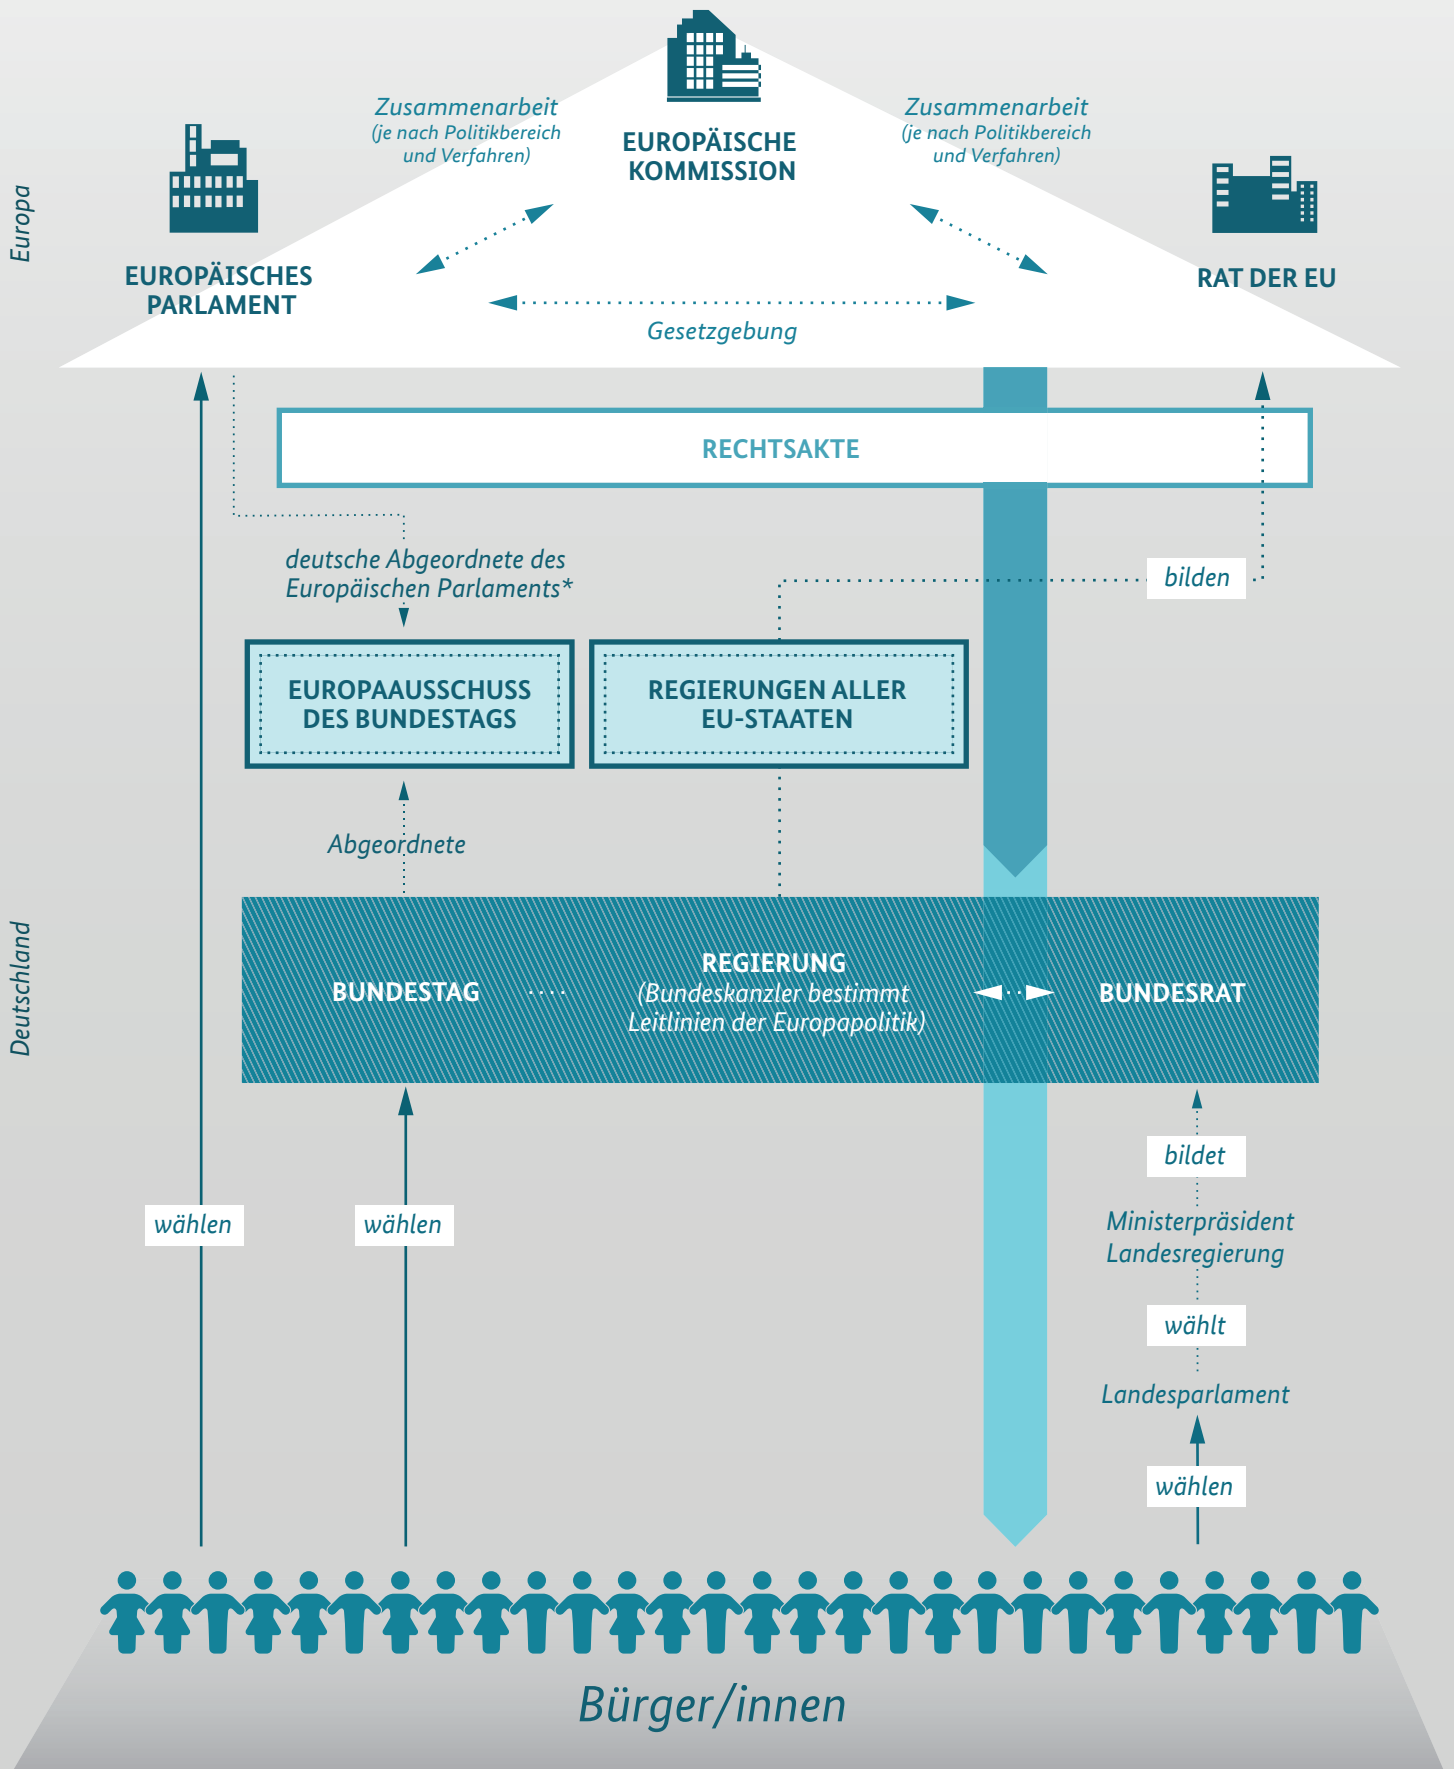 Zusammenarbeit
(je nach Politikbereich
und Verfahren)
EUROPÄISCHE
KOMMISSION
Zusammenarbeit
(je nach Politikbereich
und Verfahren)
Europa
EUROPÄISCHES
PARLAMENT
RAT DER EU
Gesetzgebung
RECHTSAKTE
deutsche Abgeordnete des
Europäischen Parlaments*
bilden
EUROPAAUSSCHUSS
DES BUNDESTAGS
REGIERUNGEN ALLER
EU-STAATEN
Abgeordnete
Deutschland
BUNDESTAG
REGIERUNG
(Bundeskanzler bestimmt
Leitlinien der Europapolitik)
BUNDESRAT
bildet
wählen
wählen
Ministerpräsident
Landesregierung
wählt
Landesparlament
wählen
Bürger/innen